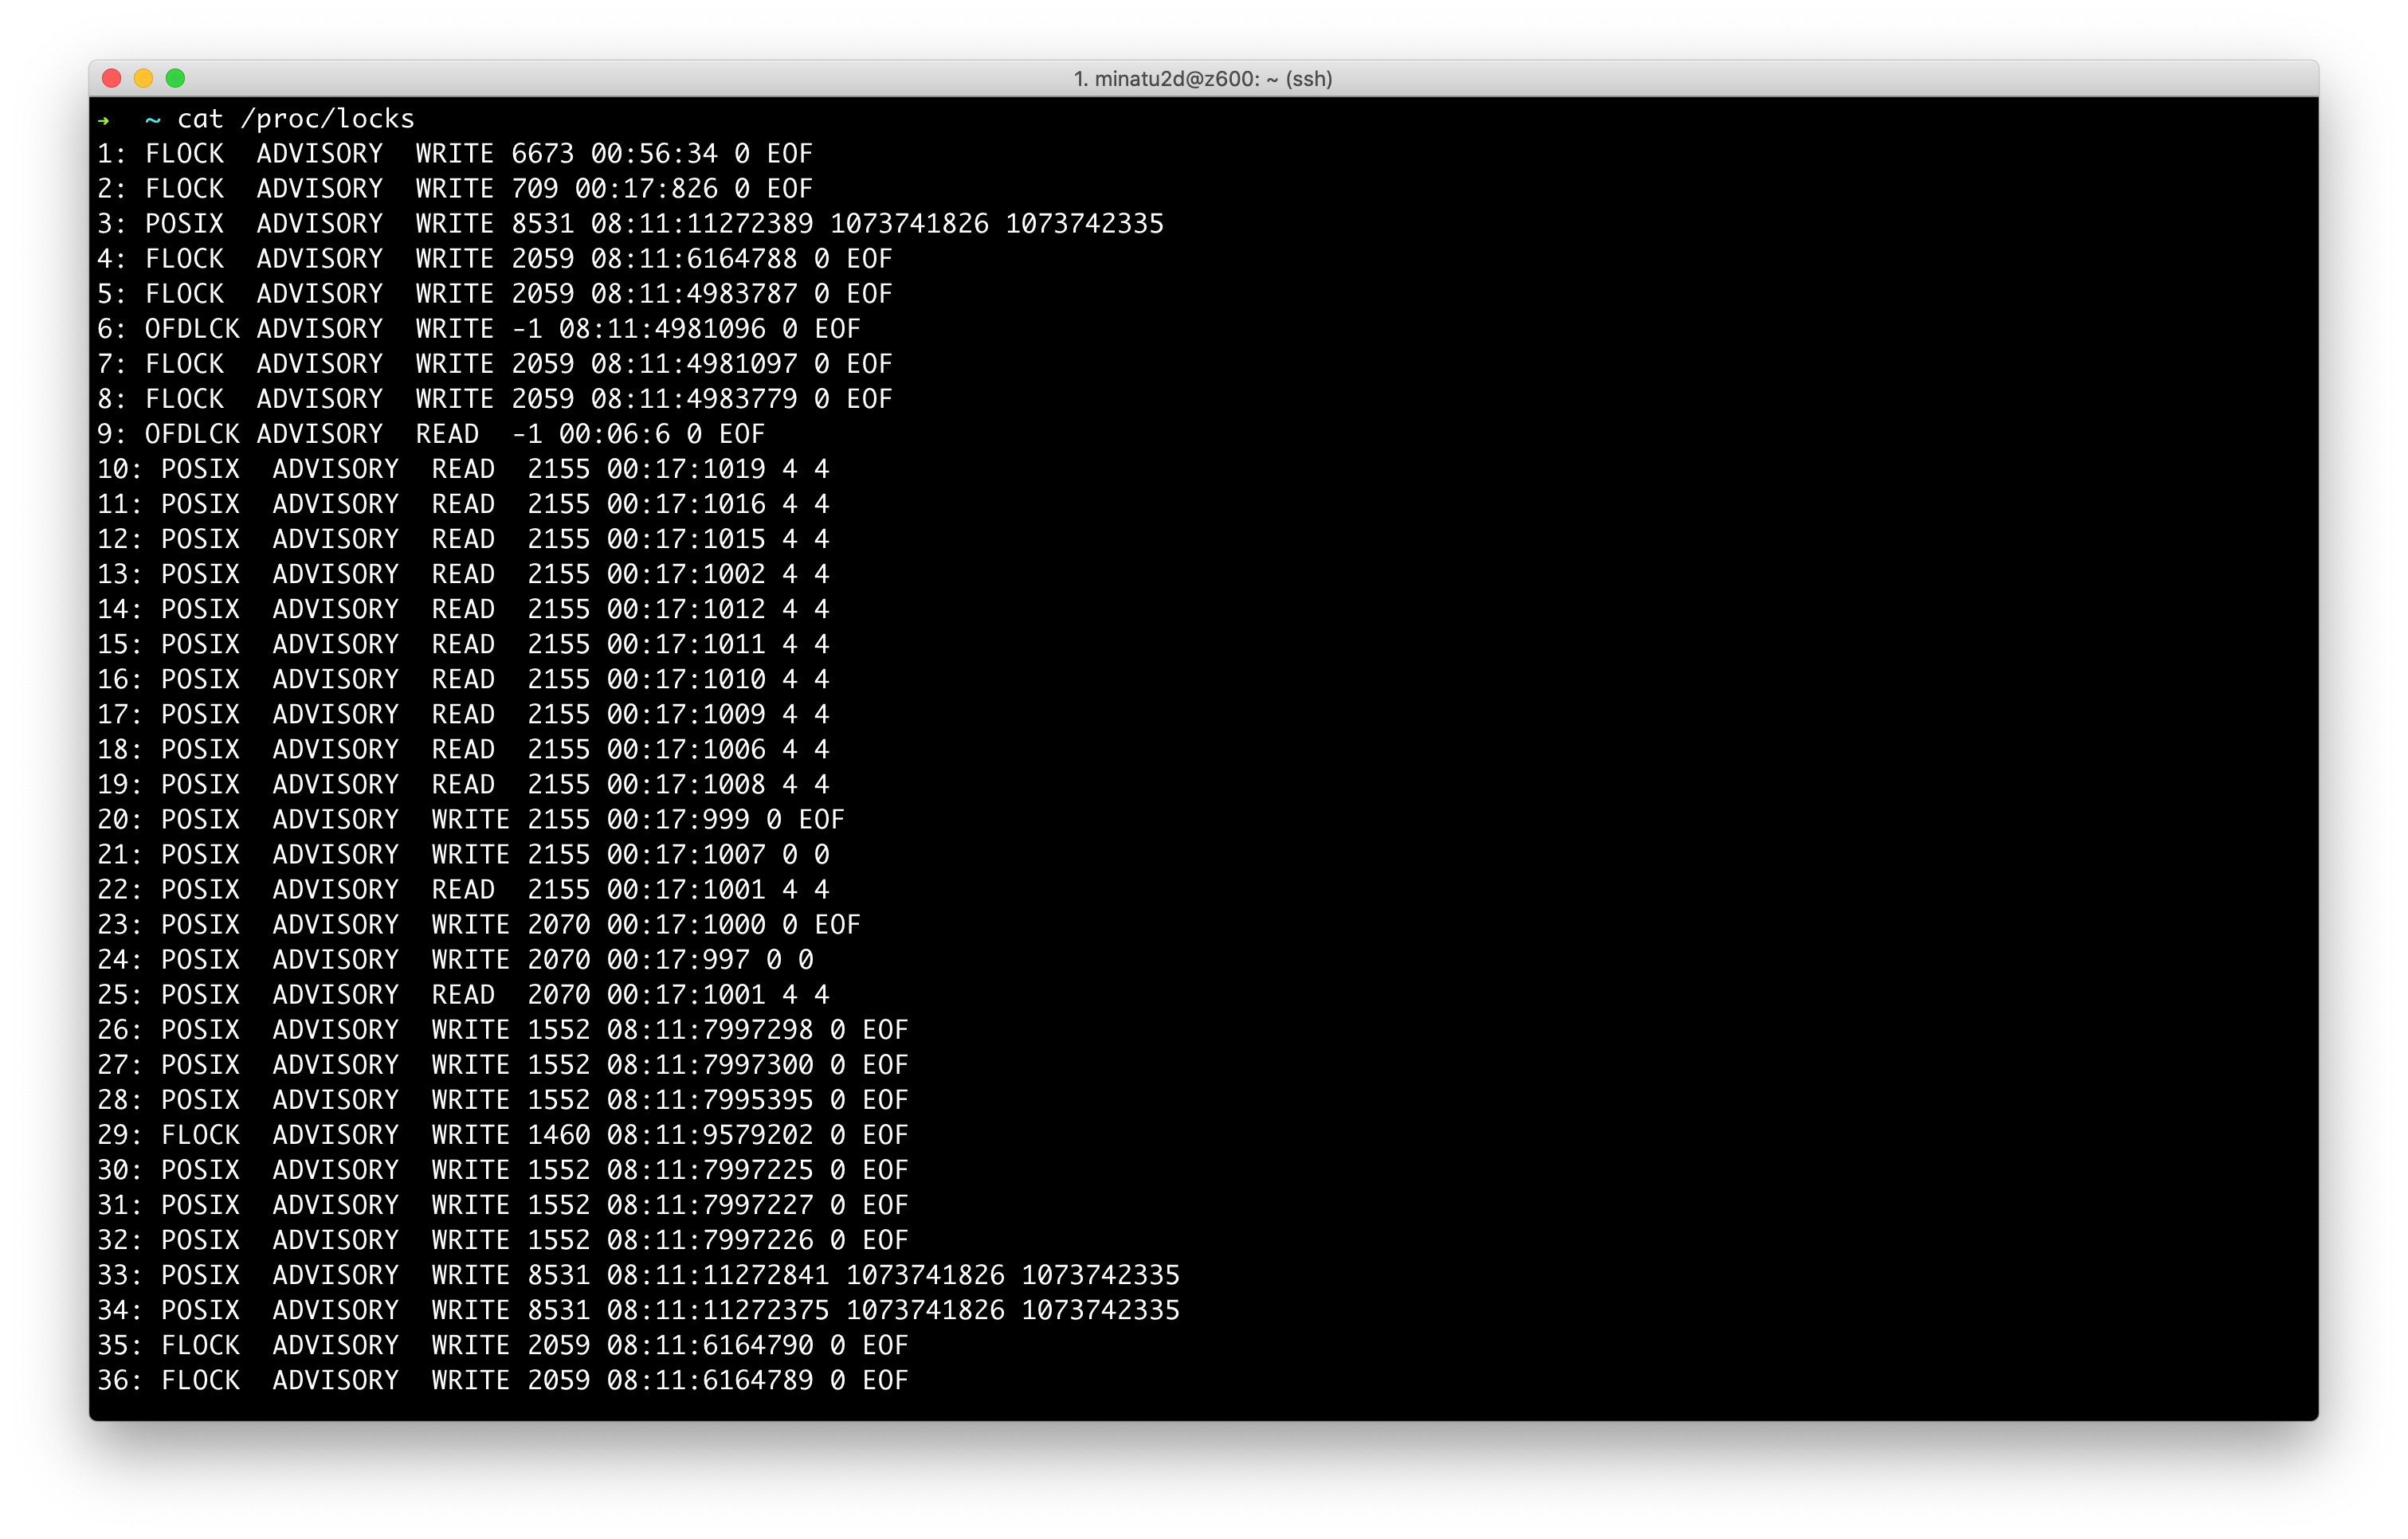 1. minatu2d@z600: ~ (ssh)
→  ~ cat /proc/locks
1: FLOCK  ADVISORY  WRITE 6673 00:56:34 0 EOF
2: FLOCK  ADVISORY  WRITE 709 00:17:826 0 EOF
3: POSIX  ADVISORY  WRITE 8531 08:11:11272389 1073741826 1073742335
4: FLOCK  ADVISORY  WRITE 2059 08:11:6164788 0 EOF
5: FLOCK  ADVISORY  WRITE 2059 08:11:4983787 0 EOF
6: OFDLCK ADVISORY  WRITE -1 08:11:4981096 0 EOF
7: FLOCK  ADVISORY  WRITE 2059 08:11:4981097 0 EOF
8: FLOCK  ADVISORY  WRITE 2059 08:11:4983779 0 EOF
9: OFDLCK ADVISORY  READ  -1 00:06:6 0 EOF
10: POSIX  ADVISORY  READ  2155 00:17:1019 4 4
11: POSIX  ADVISORY  READ  2155 00:17:1016 4 4
12: POSIX  ADVISORY  READ  2155 00:17:1015 4 4
13: POSIX  ADVISORY  READ  2155 00:17:1002 4 4
14: POSIX  ADVISORY  READ  2155 00:17:1012 4 4
15: POSIX  ADVISORY  READ  2155 00:17:1011 4 4
16: POSIX  ADVISORY  READ  2155 00:17:1010 4 4
17: POSIX  ADVISORY  READ  2155 00:17:1009 4 4
18: POSIX  ADVISORY  READ  2155 00:17:1006 4 4
19: POSIX  ADVISORY  READ  2155 00:17:1008 4 4
20: POSIX  ADVISORY  WRITE 2155 00:17:999 0 EOF
21: POSIX  ADVISORY  WRITE 2155 00:17:1007 0 0
22: POSIX  ADVISORY  READ  2155 00:17:1001 4 4
23: POSIX  ADVISORY  WRITE 2070 00:17:1000 0 EOF
24: POSIX  ADVISORY  WRITE 2070 00:17:997 0 0
25: POSIX  ADVISORY  READ  2070 00:17:1001 4 4
26: POSIX  ADVISORY  WRITE 1552 08:11:7997298 0 EOF
27: POSIX  ADVISORY  WRITE 1552 08:11:7997300 0 EOF
28: POSIX  ADVISORY  WRITE 1552 08:11:7995395 0 EOF
29: FLOCK  ADVISORY  WRITE 1460 08:11:9579202 0 EOF
30: POSIX  ADVISORY  WRITE 1552 08:11:7997225 0 EOF
31: POSIX  ADVISORY  WRITE 1552 08:11:7997227 0 EOF
32: POSIX  ADVISORY  WRITE 1552 08:11:7997226 0 EOF
33: POSIX  ADVISORY  WRITE 8531 08:11:11272841 1073741826 1073742335
34: POSIX  ADVISORY  WRITE 8531 08:11:11272375 1073741826 1073742335
35: FLOCK  ADVISORY  WRITE 2059 08:11:6164790 0 EOF
36: FLOCK  ADVISORY  WRITE 2059 08:11:6164789 0 EOF